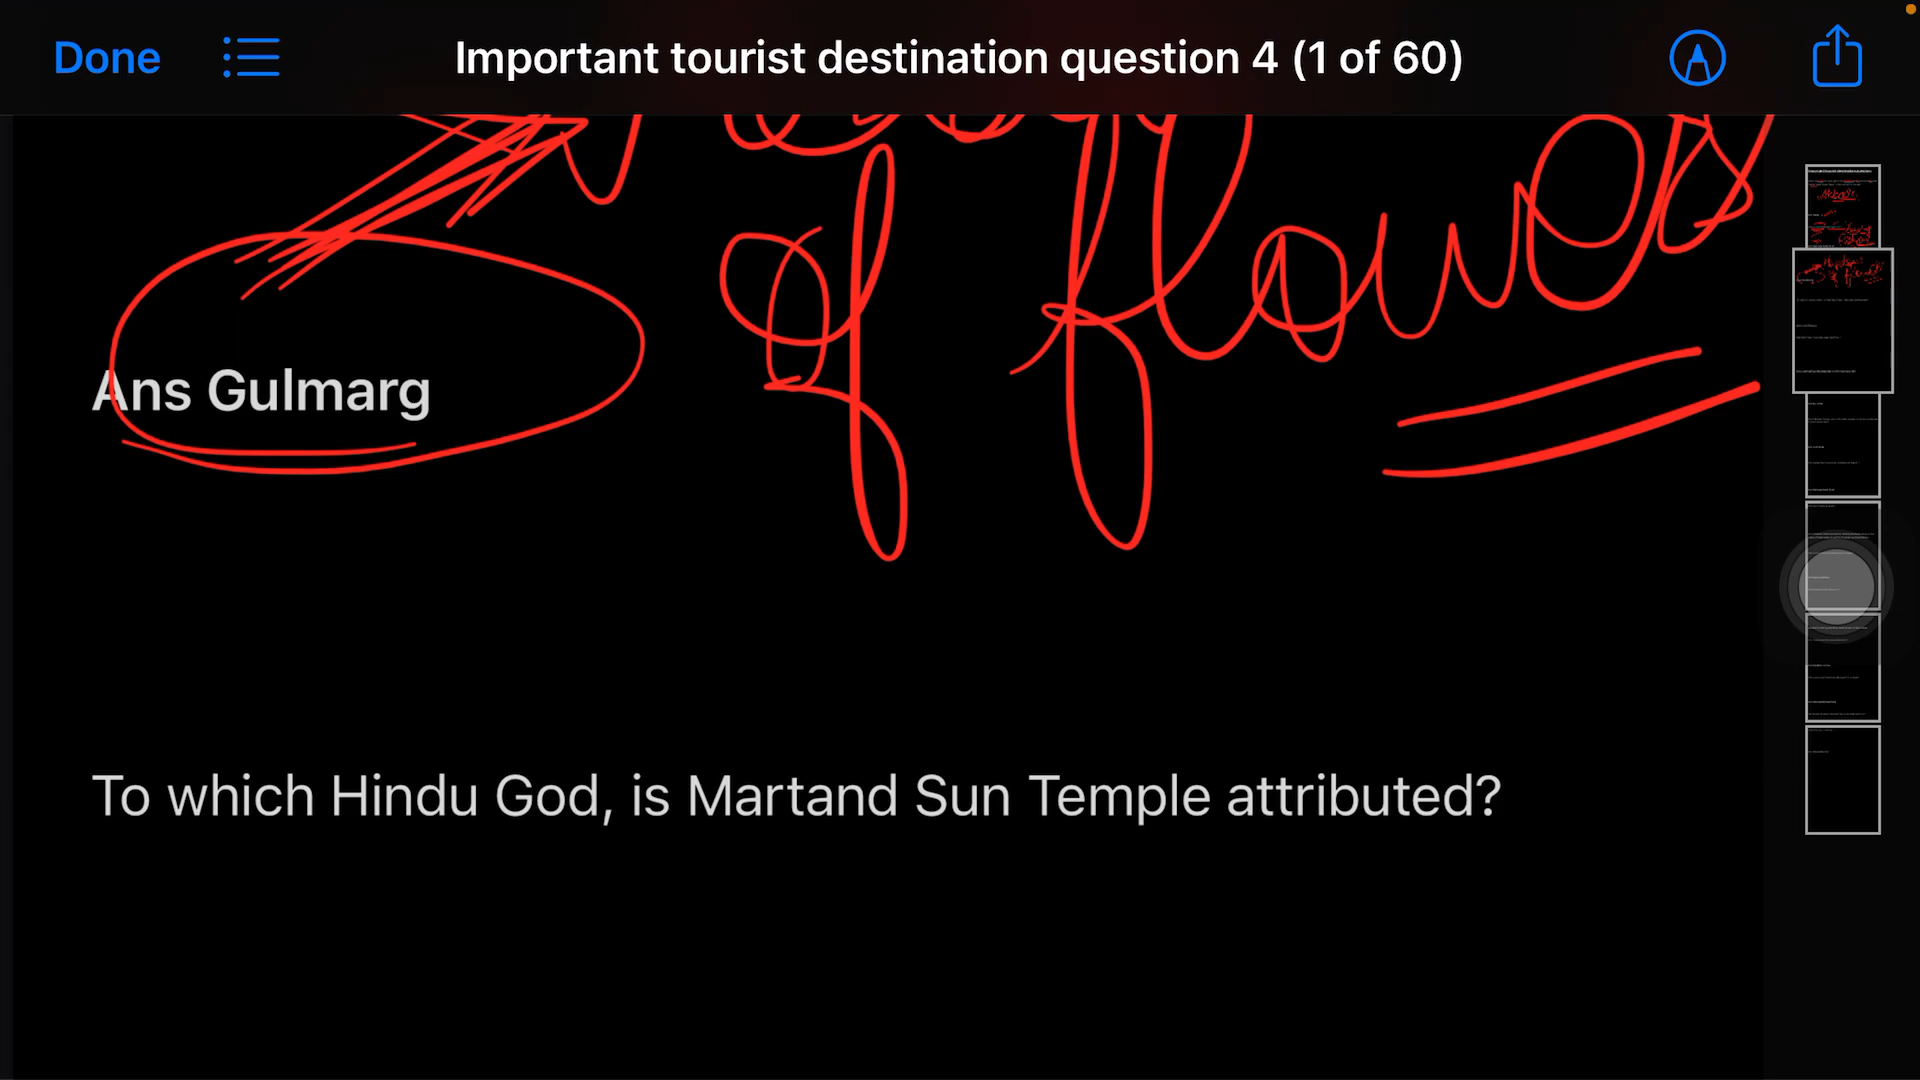 Done
Important tourist destination question 4 (1 of 60)
of flowers
Ans Gulmarg
To which Hindu God, is Martand Sun Temple attributed?